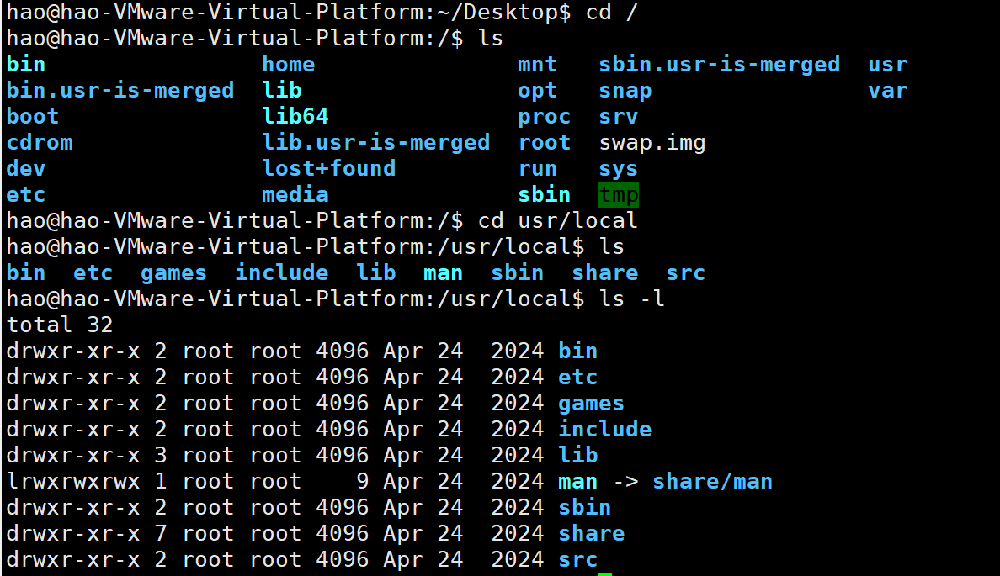 hao@hao-VMware-Virtual-Platform:~/Desktop$ cd /
hao@hao-VMware-Virtual-Platform:/$ ls
bin                home                mnt   sbin.usr-is-merged  usr
bin.usr-is-merged  lib                 opt   snap                var
boot               lib64               proc  srv
cdrom              lib.usr-is-merged   root  swap.img
dev                lost+found          run   sys
etc                media               sbin  tmp
hao@hao-VMware-Virtual-Platform:/$ cd usr/local
hao@hao-VMware-Virtual-Platform:/usr/local$ ls
bin  etc  games  include  lib  man  sbin  share  src
hao@hao-VMware-Virtual-Platform:/usr/local$ ls -l
total 32
drwxr-xr-x 2 root root 4096 Apr 24  2024 bin
drwxr-xr-x 2 root root 4096 Apr 24  2024 etc
drwxr-xr-x 2 root root 4096 Apr 24  2024 games
drwxr-xr-x 2 root root 4096 Apr 24  2024 include
drwxr-xr-x 3 root root 4096 Apr 24  2024 lib
lrwxrwxrwx 1 root root    9 Apr 24  2024 man -> share/man
drwxr-xr-x 2 root root 4096 Apr 24  2024 sbin
drwxr-xr-x 7 root root 4096 Apr 24  2024 share
drwxr-xr-x 2 root root 4096 Apr 24  2024 src